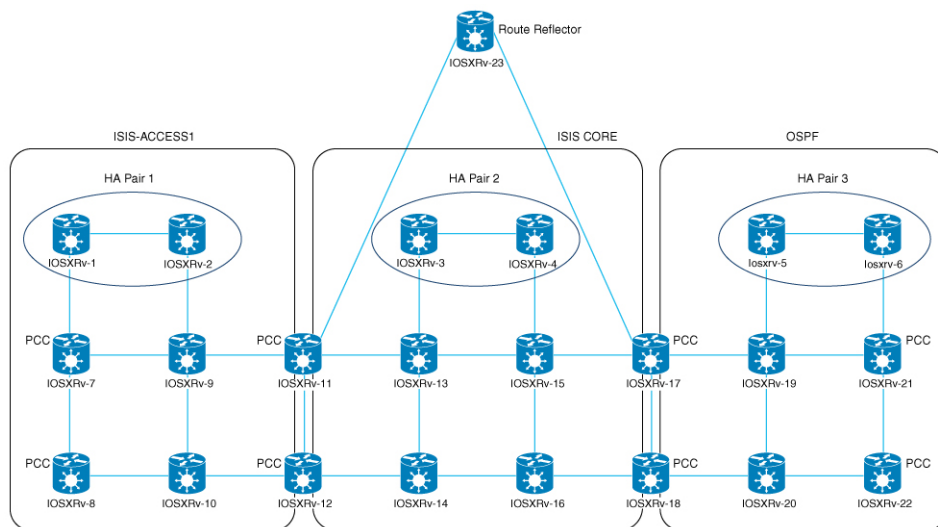 Route Reflector
IOSXRv-23
ISIS-ACCESS1
ISIS CORE
OSPF
HA Pair 1
HA Pair 2
HA Pair 3
IOSXRv-1
IOSXRv-2
IOSXRv-3
IOSXRv-4
Iosxrv-5
Iosxrv-6
PCC
PCC
PCC
PCC
IOSXRv-7
IOSXRv-9
IOSXRv-11
IOSXRv-13
IOSXRv-15
IOSXRv-17
IOSXRv-19
IOSXRv-21
PCC
PCC
PCC
PCC
IOSXRv-8
IOSXRv-10
IOSXRv-12
IOSXRv-14
IOSXRv-16
IOSXRv-18
IOSXRv-20
IOSXRv-22